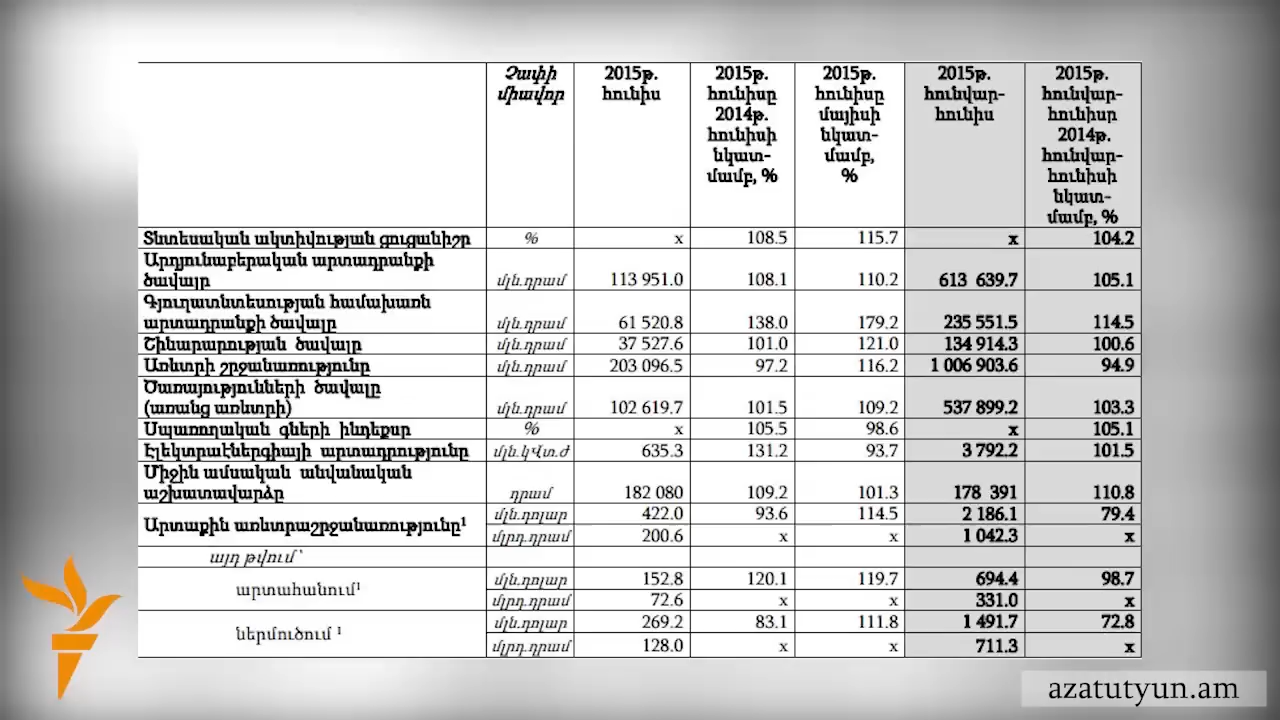 Չափի միավոր 2015թ. հունիս 2015թ. հունիսը 2014թ. հունիսի նկատ- մամբ, % 2015թ. հունիսը մայիսի նկատ- մամբ, % 2015թ. հունվար- հունիս 2015թ. հունվար- հունիսը 2014թ. հունվար- հունիսի նկատ- մամբ, %
Տնտեսական ակտիվության ցուցանիշը % x 108.5 115.7 x 104.2
Արդյունաբերական արտադրանքի
ծավալը մլն.դրամ 113 951.0 108.1 110.2 613 639.7 105.1
Գյուղատնտեսության համախառն
արտադրանքի ծավալը մլն.դրամ 61 520.8 138.0 179.2 235 551.5 114.5
Շինարարության ծավալը մլն.դրամ 37 527.6 101.0 121.0 134 914.3 100.6
Առևտրի շրջանառությունը մլն.դրամ 203 096.5 97.2 116.2 1 006 903.6 94.9
Ծառայությունների ծավալը
(առանց առևտրի) մլն.դրամ 102 619.7 101.5 109.2 537 899.2 103.3
Սպառողական գների ինդեքսը % x 105.5 98.6 x 105.1
Էլեկտրաէներգիայի արտադրությունը մլն.կՎտ.ժ 635.3 131.2 93.7 3 792.2 101.5
Միջին ամսական անվանական
աշխատավարձը դրամ 182 080 109.2 101.3 178 391 110.8
Արտաքին առևտրաշրջանառությունը¹ մլն.դոլար 422.0 93.6 114.5 2 186.1 79.4
մլրդ.դրամ 200.6 x x 1 042.3 x
այդ թվում՝
արտահանում¹ մլն.դոլար 152.8 120.1 119.7 694.4 98.7
մլրդ.դրամ 72.6 x x 331.0 x
ներմուծում ¹ մլն.դոլար 269.2 83.1 111.8 1 491.7 72.8
մլրդ.դրամ 128.0 x x 711.3 x
azatutyun.am